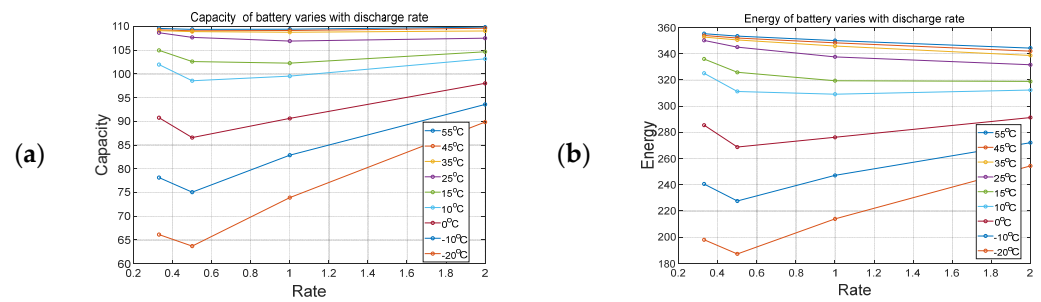 (a)
Capacity of battery varies with discharge rate
Capacity
110
105
100
95
90
85
80
75
70
65
60
0.2 0.4 0.6 0.8 1 1.2 1.4 1.6 1.8 2
Rate
55°C
45°C
35°C
25°C
15°C
10°C
0°C
-10°C
-20°C
(b)
Energy of battery varies with discharge rate
Energy
360
340
320
300
280
260
240
220
200
180
0.2 0.4 0.6 0.8 1 1.2 1.4 1.6 1.8 2
Rate
55°C
45°C
35°C
25°C
15°C
10°C
0°C
-10°C
-20°C